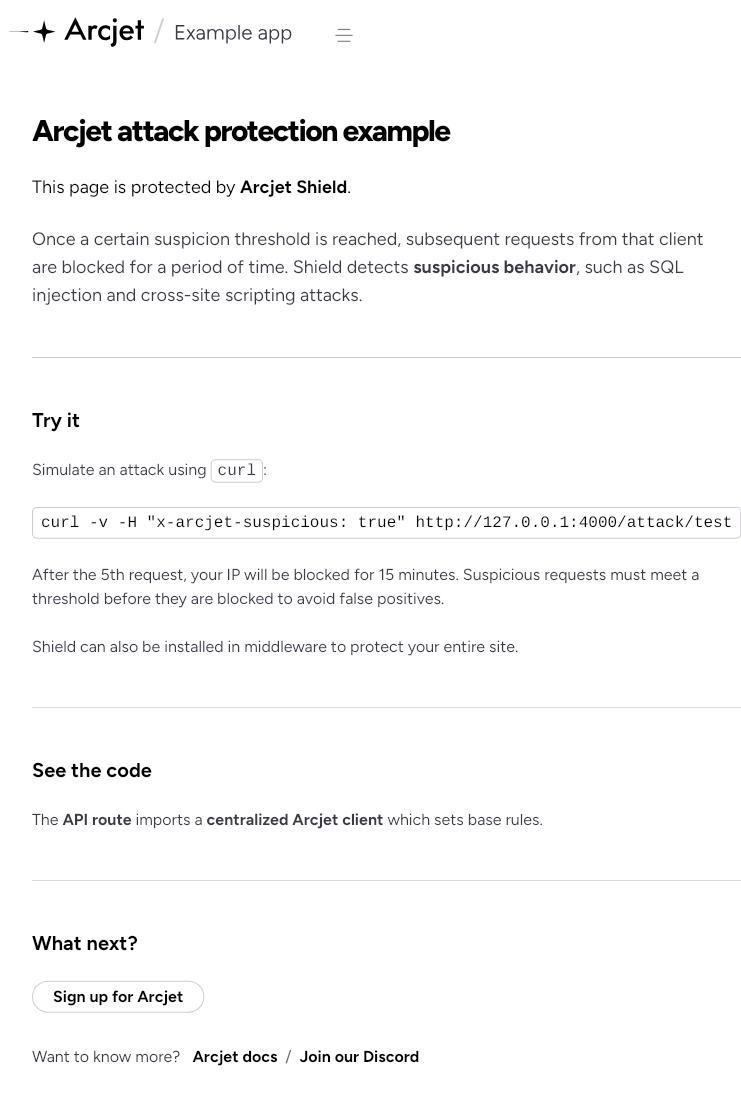 Arcjet / Example app
Arcjet attack protection example
This page is protected by Arcjet Shield.
Once a certain suspicion threshold is reached, subsequent requests from that client
are blocked for a period of time. Shield detects suspicious behavior, such as SQL
injection and cross-site scripting attacks.
Try it
Simulate an attack using curl:
curl -v -H "x-arcjet-suspicious: true" http://127.0.0.1:4000/attack/test
After the 5th request, your IP will be blocked for 15 minutes. Suspicious requests must meet a
threshold before they are blocked to avoid false positives.
Shield can also be installed in middleware to protect your entire site.
See the code
The API route imports a centralized Arcjet client which sets base rules.
What next?
Sign up for Arcjet
Want to know more? Arcjet docs / Join our Discord